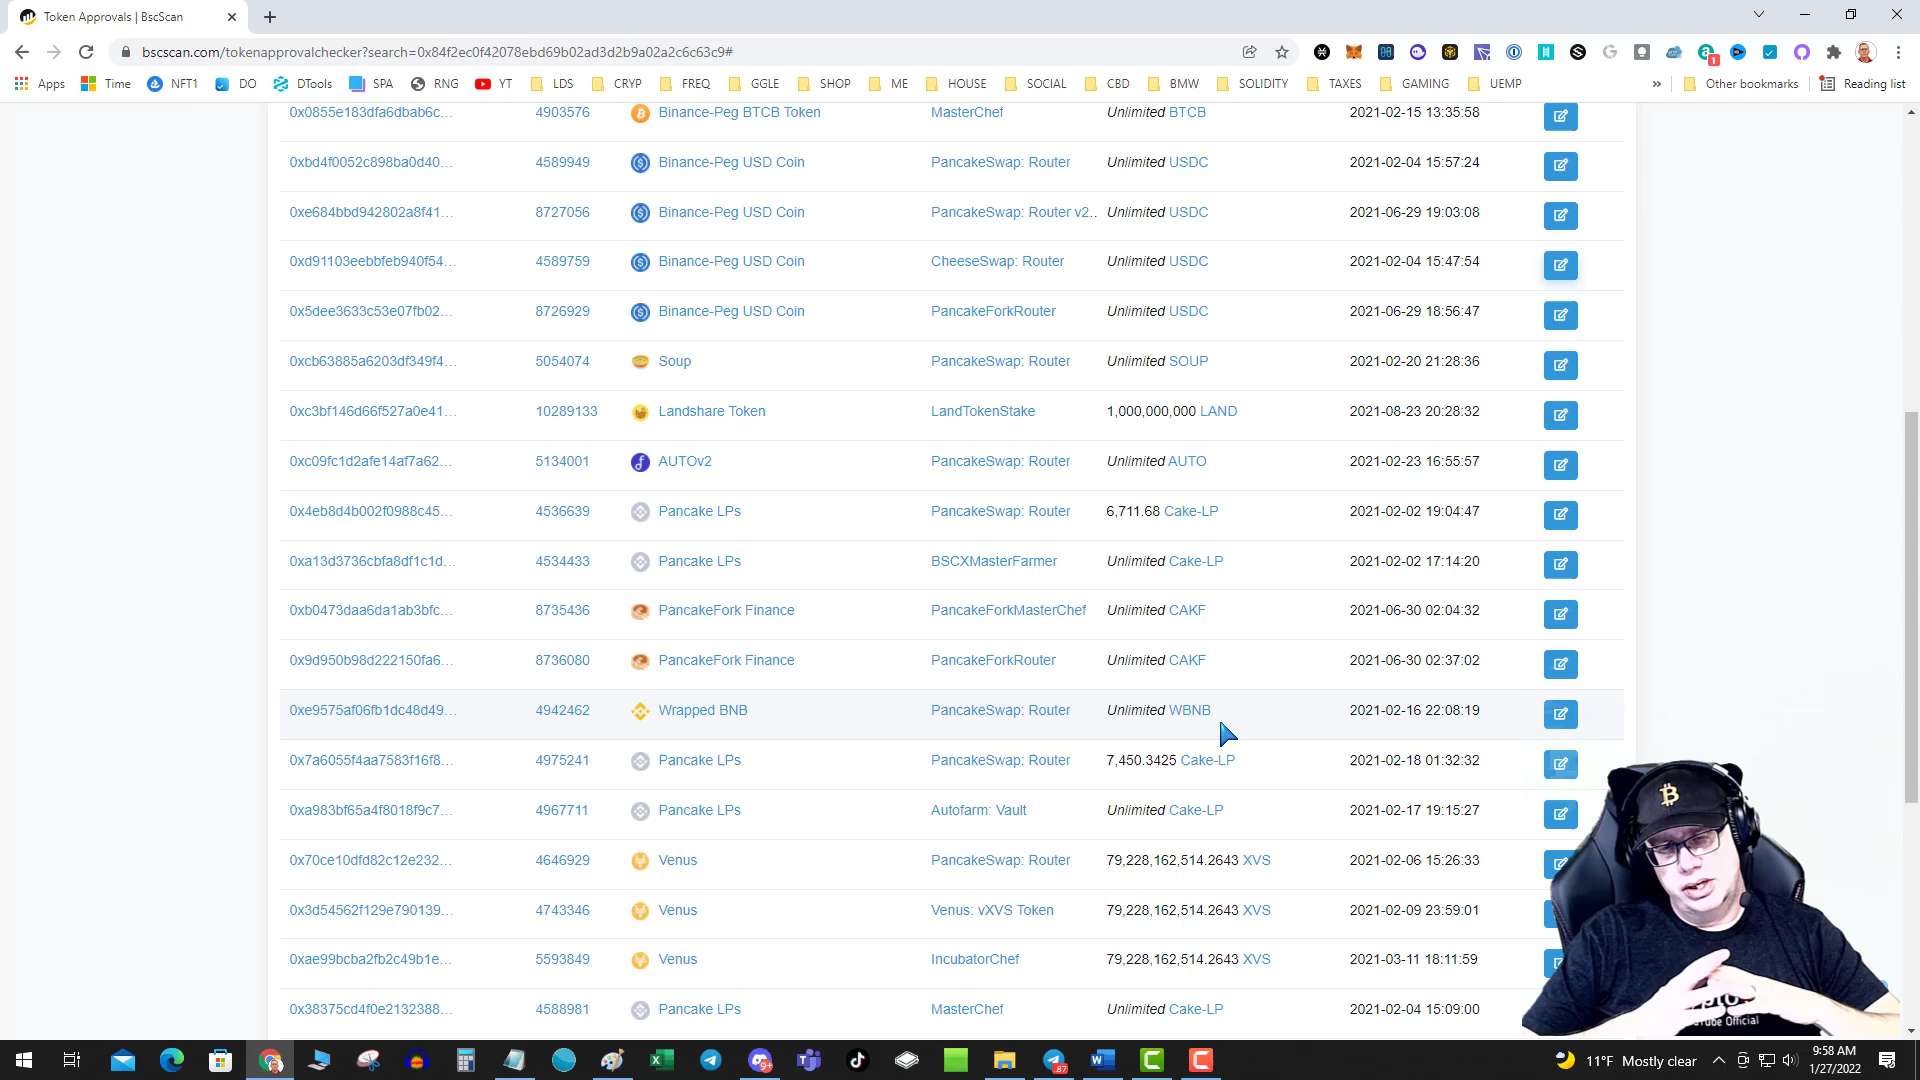 Token Approvals | BscScan
bscscan.com/tokenapprovalchecker?search=0x84f2ec0f42078ebd69b02ad3d2b9a02a2c6c63c9#
Apps Time NFT1 DO DTools SPA RNG YT LDS CRYP FREQ GGLE SHOP ME HOUSE SOCIAL CBD BMW SOLIDITY TAXES GAMING UEMP » Other bookmarks Reading list
0x0855e183dfa6dbab6c... 4903576 Binance-Peg BTCB Token MasterChef Unlimited BTCB 2021-02-15 13:35:58
0xbd4f0052c898ba0d40... 4589949 Binance-Peg USD Coin PancakeSwap: Router Unlimited USDC 2021-02-04 15:57:24
0xe684bbd942802a8f41... 8727056 Binance-Peg USD Coin PancakeSwap: Router v2.. Unlimited USDC 2021-06-29 19:03:08
0xd91103eebbfeb940f54... 4589759 Binance-Peg USD Coin CheeseSwap: Router Unlimited USDC 2021-02-04 15:47:54
0x5dee3633c53e07fb02... 8726929 Binance-Peg USD Coin PancakeForkRouter Unlimited USDC 2021-06-29 18:56:47
0xcb63885a6203df349f4... 5054074 Soup PancakeSwap: Router Unlimited SOUP 2021-02-20 21:28:36
0xc3bf146d66f527a0e41... 10289133 Landshare Token LandTokenStake 1,000,000,000 LAND 2021-08-23 20:28:32
0xc09fc1d2afe14af7a62... 5134001 AUTOv2 PancakeSwap: Router Unlimited AUTO 2021-02-23 16:55:57
0x4eb8d4b002f0988c45... 4536639 Pancake LPs PancakeSwap: Router 6,711.68 Cake-LP 2021-02-02 19:04:47
0xa13d3736cbfa8df1c1d... 4534433 Pancake LPs BSCXMasterFarmer Unlimited Cake-LP 2021-02-02 17:14:20
0xb0473daa6da1ab3bfc... 8735436 PancakeFork Finance PancakeForkMasterChef Unlimited CAKF 2021-06-30 02:04:32
0x9d950b98d222150fa6... 8736080 PancakeFork Finance PancakeForkRouter Unlimited CAKF 2021-06-30 02:37:02
0xe9575af06fb1dc48d49... 4942462 Wrapped BNB PancakeSwap: Router Unlimited WBNB 2021-02-16 22:08:19
0x7a6055f4aa7583f16f8... 4975241 Pancake LPs PancakeSwap: Router 7,450.3425 Cake-LP 2021-02-18 01:32:32
0xa983bf65a4f8018f9c7... 4967711 Pancake LPs Autofarm: Vault Unlimited Cake-LP 2021-02-17 19:15:27
0x70ce10dfd82c12e232... 4646929 Venus PancakeSwap: Router 79,228,162,514.2643 XVS 2021-02-06 15:26:33
0x3d54562f129e790139... 4743346 Venus Venus: vXVS Token 79,228,162,514.2643 XVS 2021-02-09 23:59:01
0xae99bcba2fb2c49b1e... 5593849 Venus IncubatorChef 79,228,162,514.2643 XVS 2021-03-11 18:11:59
0x38375cd4f0e2132388... 4588981 Pancake LPs MasterChef Unlimited Cake-LP 2021-02-04 15:09:00
Official
11°F Mostly clear
9:58 AM
1/27/2022